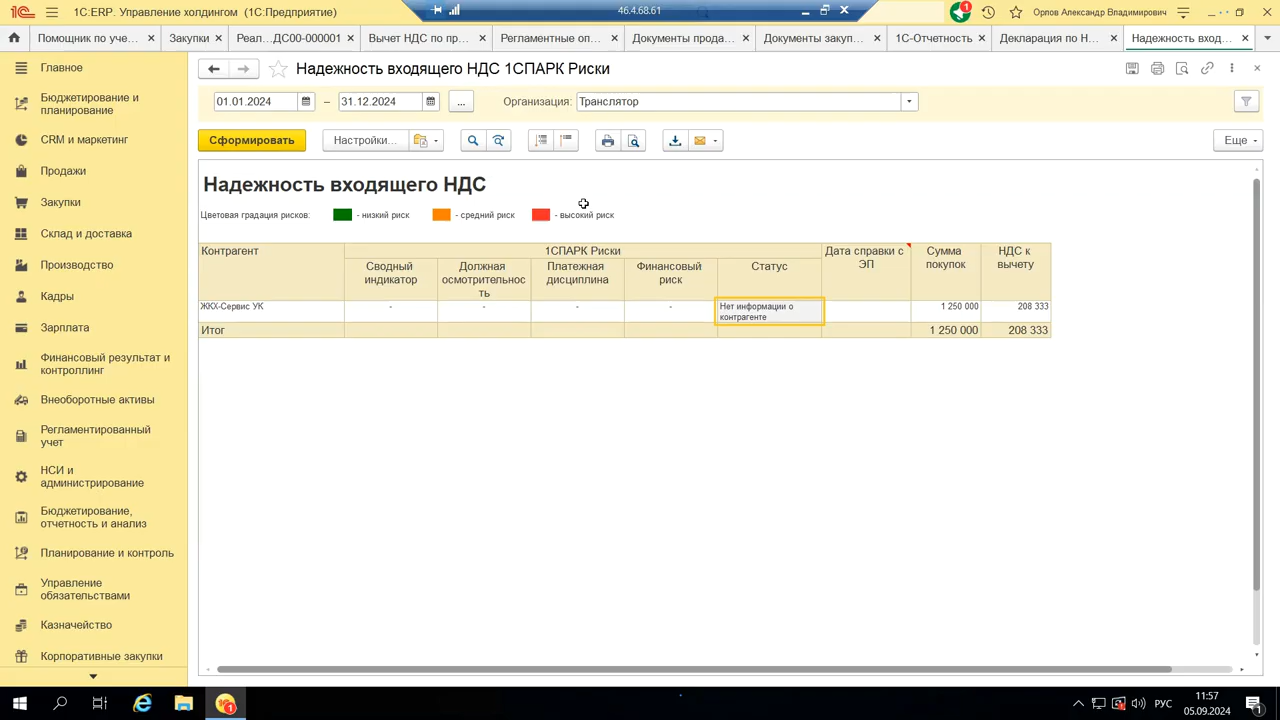 1С:ERP. Управление холдингом (1С:Предприятие)
46.4.68.61
1
Орлов Александр Владимирович
Помощник по уче...
Закупки
Реал...ДС00-000001
Вычет НДС по пр...
Регламентные оп...
Документы прода...
Документы закуп...
1С-Отчетность
Декларация по Н...
Надежность вход...
Главное
Бюджетирование и
планирование
CRM и маркетинг
Продажи
Закупки
Склад и доставка
Производство
Кадры
Зарплата
Финансовый результат и
контроллинг
Внеоборотные активы
Регламентированный
учет
НСИ и
администрирование
Бюджетирование,
отчетность и анализ
Планирование и контроль
Управление
обязательствами
Казначейство
Корпоративные закупки
Надежность входящего НДС 1СПАРК Риски
01.01.2024 – 31.12.2024 ... Организация: Транслятор
Сформировать
Настройки...
Еще
Надежность входящего НДС
Цветовая градация рисков: - низкий риск - средний риск - высокий риск
Контрагент
1СПАРК Риски
Сводный
индикатор
Должная
осмотрительнос
ть
Платежная
дисциплина
Финансовый
риск
Статус
Дата справки с
ЭП
Сумма
покупок
НДС к
вычету
ЖКХ-Сервис УК - - - - Нет информации о
контрагенте
1 250 000 208 333
Итог 1 250 000 208 333
РУС
11:57
05.09.2024
1
1